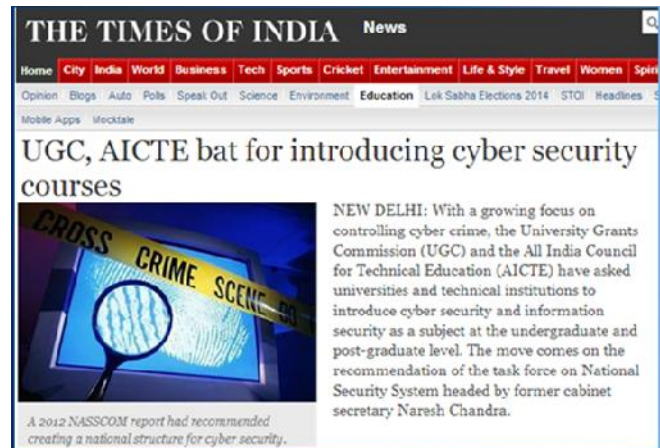 THE TIMES OF INDIA News
Home City India World Business Tech Sports Cricket Entertainment Life & Style Travel Women
Opinion Blogs Auto Polls Speak Out Science Environment Education Lok Sabha Elections 2014 STOI Headlines
Mobile Apps Mocktale
UGC, AICTE bat for introducing cyber security
courses
CROSS CRIME SCENE DO
NEW DELHI: With a growing focus on
controlling cyber crime, the University Grants
Commission (UGC) and the All India Council
for Technical Education (AICTE) have asked
universities and technical institutions to
introduce cyber security and information
security as a subject at the undergraduate and
post-graduate level. The move comes on the
recommendation of the task force on National
Security System headed by former cabinet
secretary Naresh Chandra.
A 2012 NASSCOM report had recommended
creating a national structure for cyber security.